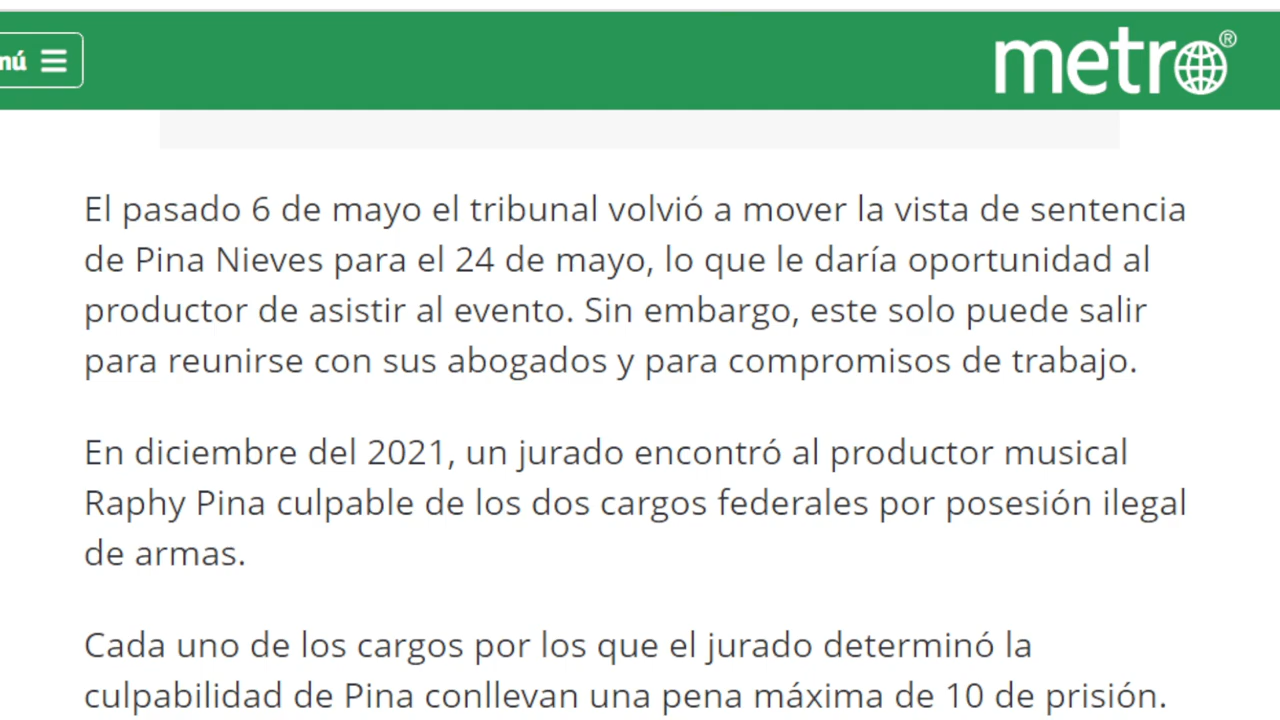 nú
metro®
El pasado 6 de mayo el tribunal volvió a mover la vista de sentencia
de Pina Nieves para el 24 de mayo, lo que le daría oportunidad al
productor de asistir al evento. Sin embargo, este solo puede salir
para reunirse con sus abogados y para compromisos de trabajo.
En diciembre del 2021, un jurado encontró al productor musical
Raphy Pina culpable de los dos cargos federales por posesión ilegal
de armas.
Cada uno de los cargos por los que el jurado determinó la
culpabilidad de Pina conllevan una pena máxima de 10 de prisión.